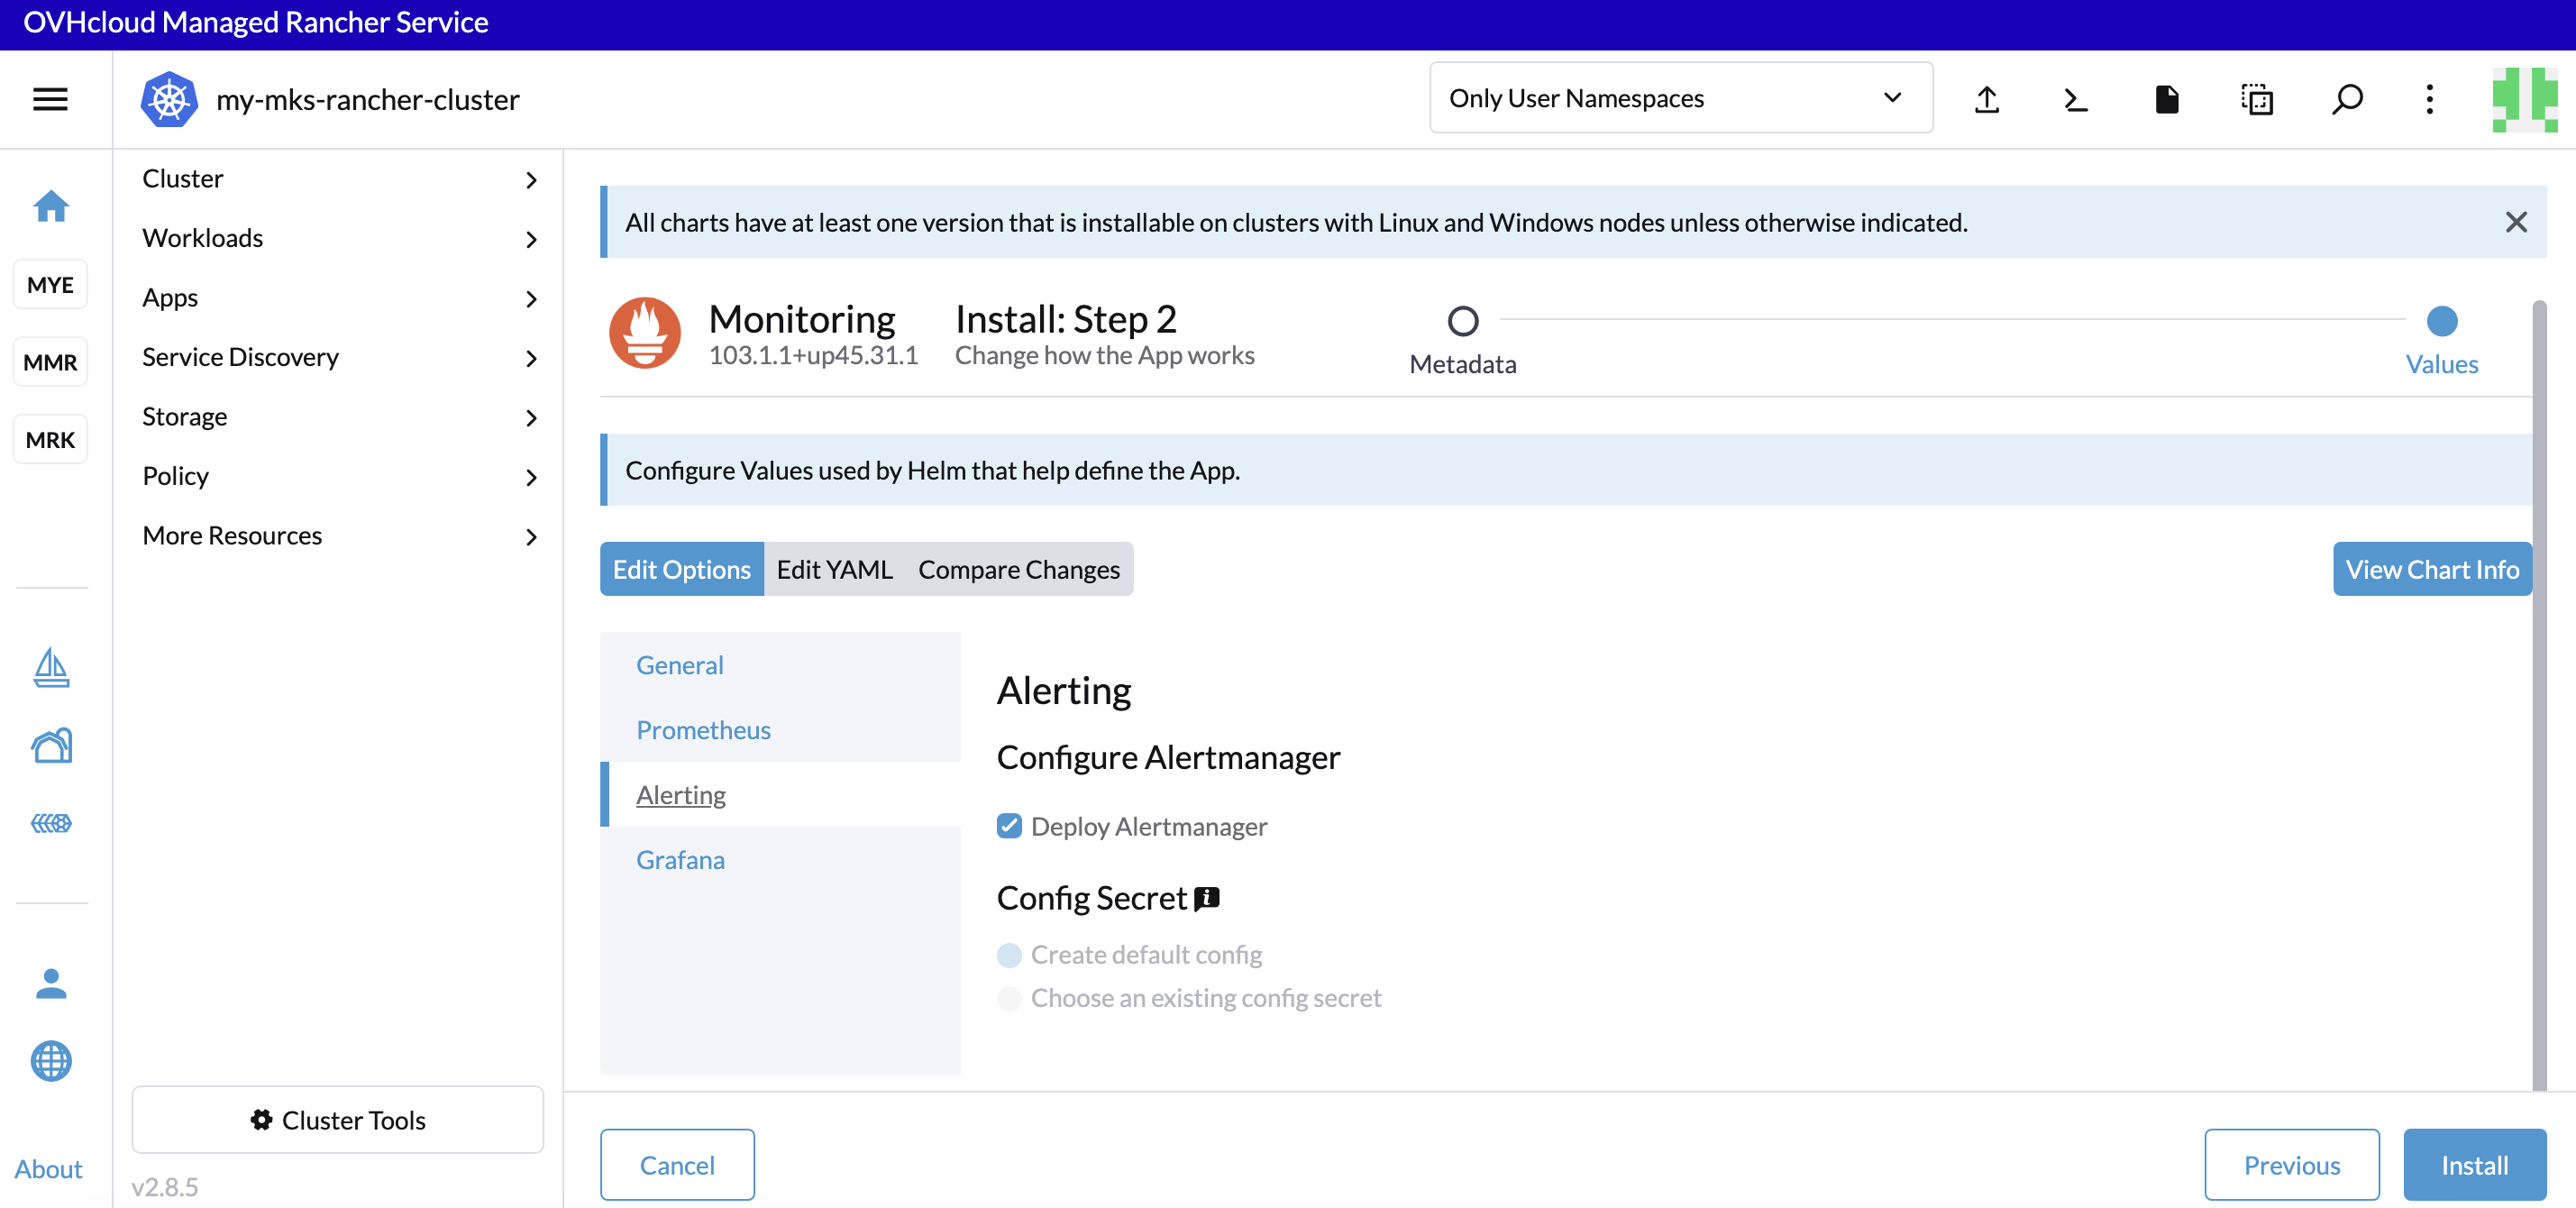 OVHcloud Managed Rancher Service
my-mks-rancher-cluster
Only User Namespaces
MYE
MMR
MRK
About
Cluster
Workloads
Apps
Service Discovery
Storage
Policy
More Resources
Cluster Tools
v2.8.5
All charts have at least one version that is installable on clusters with Linux and Windows nodes unless otherwise indicated.
Monitoring
103.1.1+up45.31.1
Install: Step 2
Change how the App works
Metadata
Values
Configure Values used by Helm that help define the App.
Edit Options
Edit YAML
Compare Changes
View Chart Info
General
Prometheus
Alerting
Grafana
Alerting
Configure Alertmanager
Deploy Alertmanager
Config Secret
Create default config
Choose an existing config secret
Cancel
Previous
Install